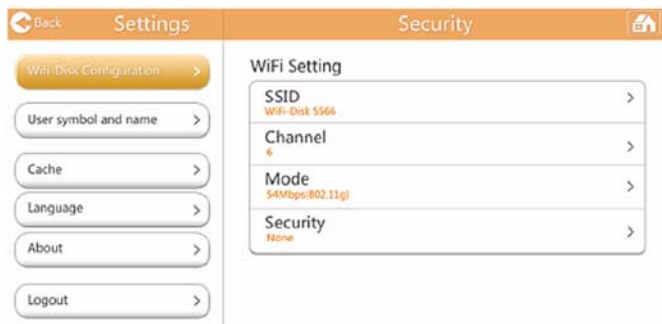 Back
Settings
Security
Wifi-Disk Configuration
User symbol and name
Cache
Language
About
Logout
WiFi Setting
SSID
WiFi-Disk 5566
Channel
6
Mode
54Mbps(802.11g)
Security
None